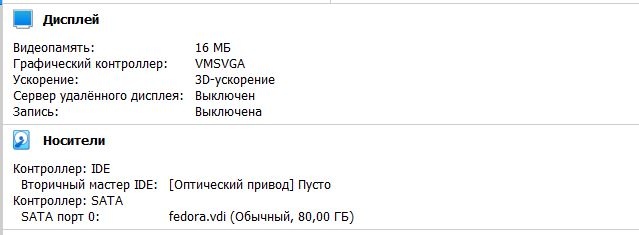 Дисплей
Видеопамять: 16 МБ
Графический контроллер: VMSVGA
Ускорение: 3D-ускорение
Сервер удалённого дисплея: Выключен
Запись: Выключена
Носители
Контроллер: IDE
Вторичный мастер IDE: [Оптический привод] Пусто
Контроллер: SATA
SATA порт 0: fedora.vdi (Обычный, 80,00 ГБ)